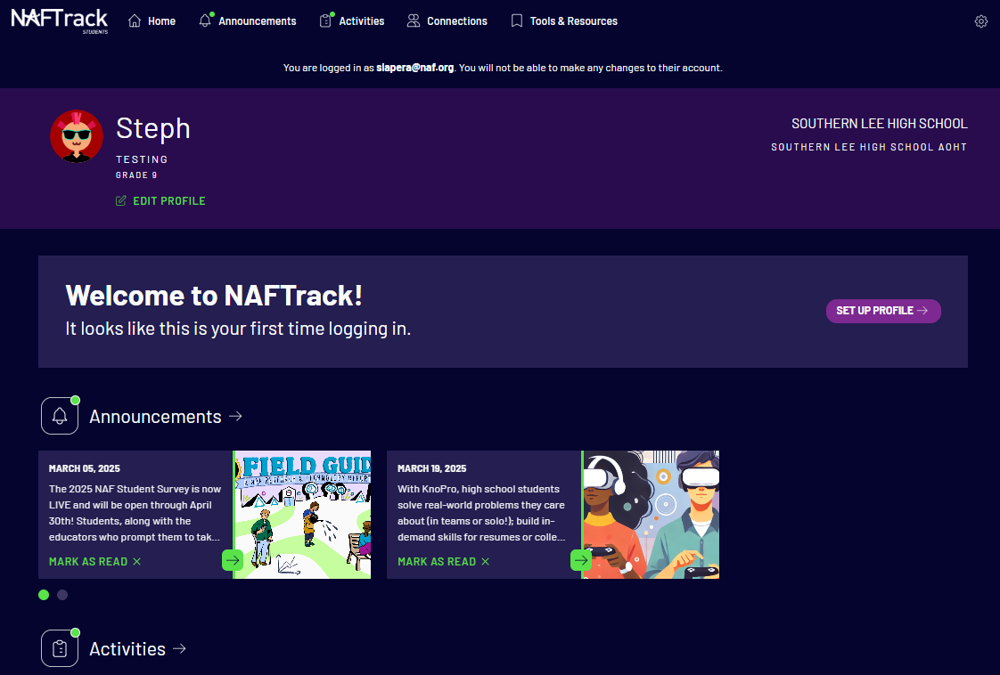 NAFTrack
STUDENTS
Home
Announcements
Activities
Connections
Tools & Resources
You are logged in as slapera@naf.org. You will not be able to make any changes to their account.
Steph
TESTING
GRADE 9
EDIT PROFILE
SOUTHERN LEE HIGH SCHOOL
SOUTHERN LEE HIGH SCHOOL AOHT
Welcome to NAFTrack!
It looks like this is your first time logging in.
SET UP PROFILE
Announcements
MARCH 05, 2025
The 2025 NAF Student Survey is now
LIVE and will be open through April
30th! Students, along with the
educators who prompt them to tak...
MARK AS READ
FIELD GUID
MARCH 19, 2025
With KnoPro, high school students
solve real-world problems they care
about (in teams or solo!); build in-
demand skills for resumes or colle...
MARK AS READ
Activities